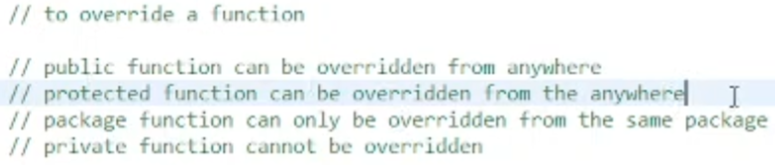 // to override a function
// public function can be overridden from anywhere
// protected function can be overridden from the anywhere
// package function can only be overridden from the same package
// private function cannot be overridden